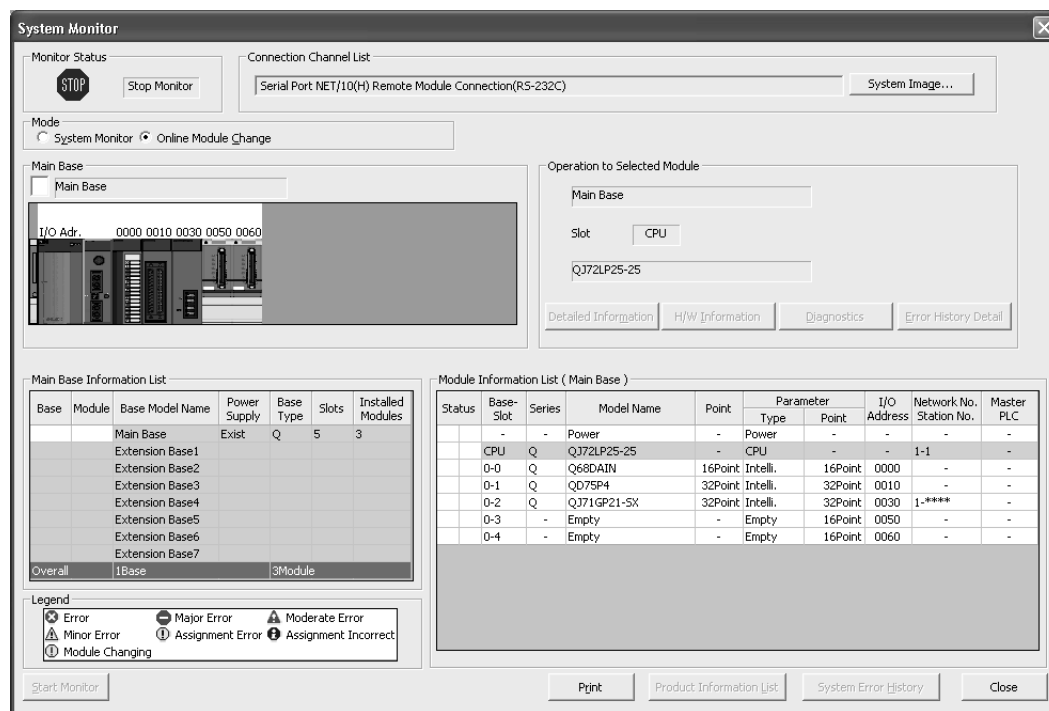 System Monitor
Monitor Status
STOP
Stop Monitor
Connection Channel List
Serial Port NET/10(H) Remote Module Connection(RS-232C)
System Image...
Mode
System Monitor Online Module Change
Main Base
Main Base
I/O Adr. 0000 0010 0030 0050 0060
Operation to Selected Module
Main Base
Slot CPU
QJ72LP25-25
Detailed Information H/W Information Diagnostics Error History Detail
Main Base Information List
Base Module Base Model Name Power Supply Base Type Slots Installed Modules
Main Base Exist Q 5 3
Extension Base1
Extension Base2
Extension Base3
Extension Base4
Extension Base5
Extension Base6
Extension Base7
Overall 1Base 3Module
Legend
Error Major Error Moderate Error
Minor Error Assignment Error Assignment Incorrect
Module Changing
Module Information List ( Main Base )
Status Base-Slot Series Model Name Point Parameter Type Point I/O Address Network No. Station No. Master PLC
- - Power - Power - - - -
CPU Q QJ72LP25-25 - CPU - - 1-1 -
0-0 Q Q68DAIN 16Point Intelli. 16Point 0000 - -
0-1 Q QD75P4 32Point Intelli. 32Point 0010 - -
0-2 Q QJ71GP21-SX 32Point Intelli. 32Point 0030 1-**** -
0-3 - Empty - Empty 16Point 0050 - -
0-4 - Empty - Empty 16Point 0060 - -
Start Monitor Print Product Information List System Error History Close